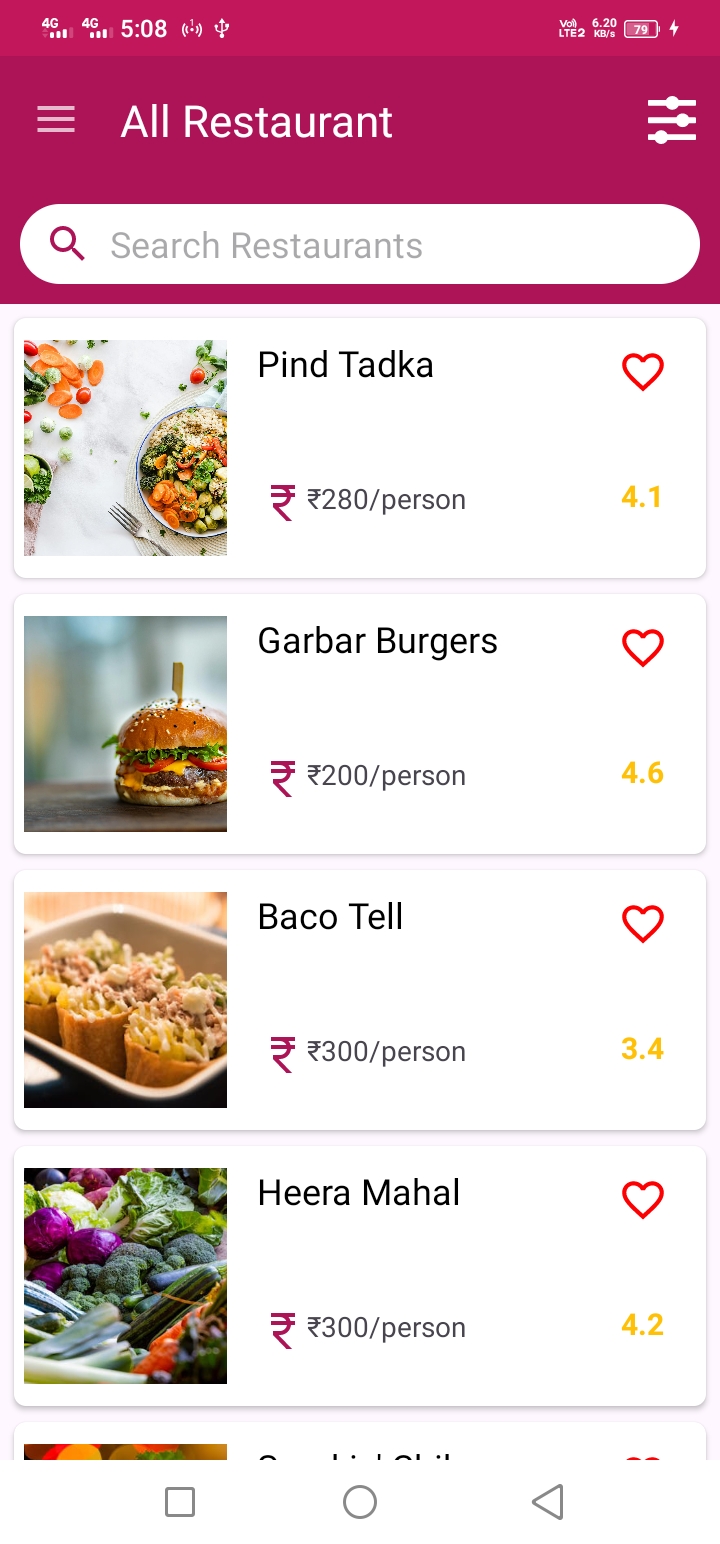 4G 4G 5:08 Vo) LTE2 6.20 KB/s 79
All Restaurant
Search Restaurants
Pind Tadka
₹ ₹280/person 4.1
Garbar Burgers
₹ ₹200/person 4.6
Baco Tell
₹ ₹300/person 3.4
Heera Mahal
₹ ₹300/person 4.2